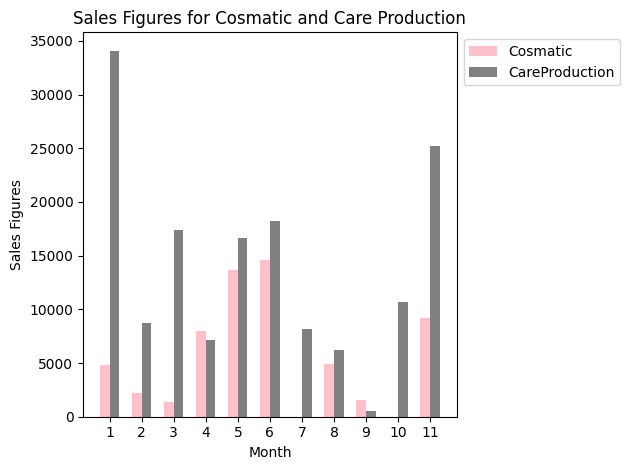 Sales Figures for Cosmatic and Care Production
Cosmatic
CareProduction
35000
30000
25000
20000
15000
10000
5000
0
Sales Figures
1 2 3 4 5 6 7 8 9 10 11
Month